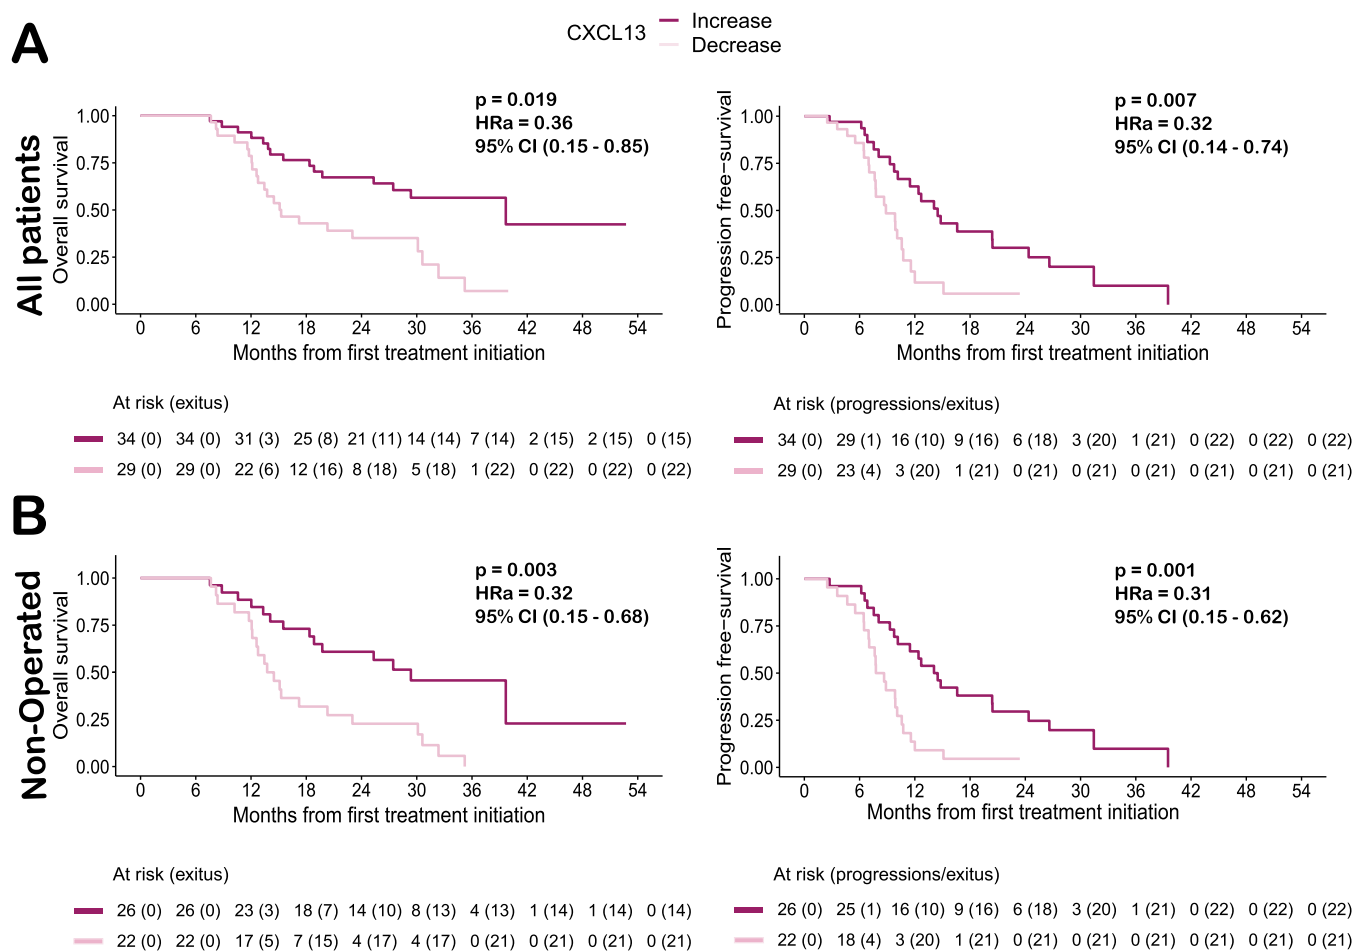 A
CXCL13
Increase
Decrease
All patients
Overall survival
1.00
0.75
0.50
0.25
0.00
p = 0.019
HRa = 0.36
95% CI (0.15 - 0.85)
0 6 12 18 24 30 36 42 48 54
Months from first treatment initiation
Progression free-survival
1.00
0.75
0.50
0.25
0.00
p = 0.007
HRa = 0.32
95% CI (0.14 - 0.74)
0 6 12 18 24 30 36 42 48 54
Months from first treatment initiation
At risk (exitus)
34 (0) 34 (0) 31 (3) 25 (8) 21 (11) 14 (14) 7 (14) 2 (15) 2 (15) 0 (15)
29 (0) 29 (0) 22 (6) 12 (16) 8 (18) 5 (18) 1 (22) 0 (22) 0 (22) 0 (22)
At risk (progressions/exitus)
34 (0) 29 (1) 16 (10) 9 (16) 6 (18) 3 (20) 1 (21) 0 (22) 0 (22) 0 (22)
29 (0) 23 (4) 3 (20) 1 (21) 0 (21) 0 (21) 0 (21) 0 (21) 0 (21) 0 (21)
B
Non-Operated
Overall survival
1.00
0.75
0.50
0.25
0.00
p = 0.003
HRa = 0.32
95% CI (0.15 - 0.68)
0 6 12 18 24 30 36 42 48 54
Months from first treatment initiation
Progression free-survival
1.00
0.75
0.50
0.25
0.00
p = 0.001
HRa = 0.31
95% CI (0.15 - 0.62)
0 6 12 18 24 30 36 42 48 54
Months from first treatment initiation
At risk (exitus)
26 (0) 26 (0) 23 (3) 18 (7) 14 (10) 8 (13) 4 (13) 1 (14) 1 (14) 0 (14)
22 (0) 22 (0) 17 (5) 7 (15) 4 (17) 4 (17) 0 (21) 0 (21) 0 (21) 0 (21)
At risk (progressions/exitus)
26 (0) 25 (1) 16 (10) 9 (16) 6 (18) 3 (20) 1 (21) 0 (22) 0 (22) 0 (22)
22 (0) 18 (4) 3 (20) 1 (21) 0 (21) 0 (21) 0 (21) 0 (21) 0 (21) 0 (21)